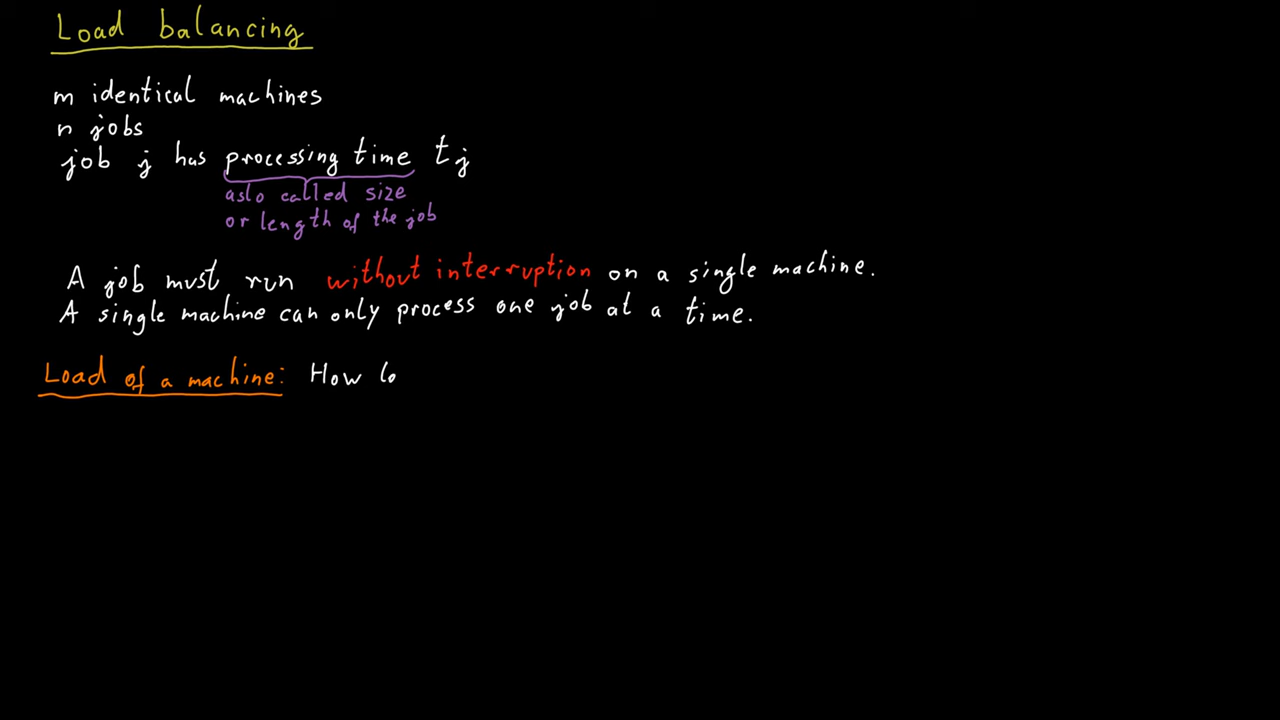 Load balancing
m identical machines
n jobs
job j has processing time tj
aslo called size
or length of the job
A job must run without interruption on a single machine.
A single machine can only process one job at a time.
Load of a machine: How lo